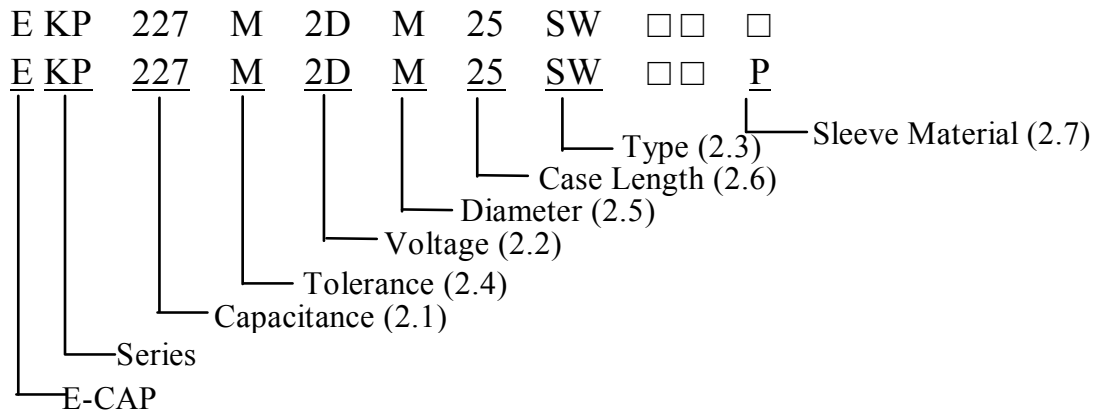 E KP 227 M 2D M 25 SW □□ □
E KP 227 M 2D M 25 SW □□ P
Sleeve Material (2.7)
Type (2.3)
Case Length (2.6)
Diameter (2.5)
Voltage (2.2)
Tolerance (2.4)
Capacitance (2.1)
Series
E-CAP